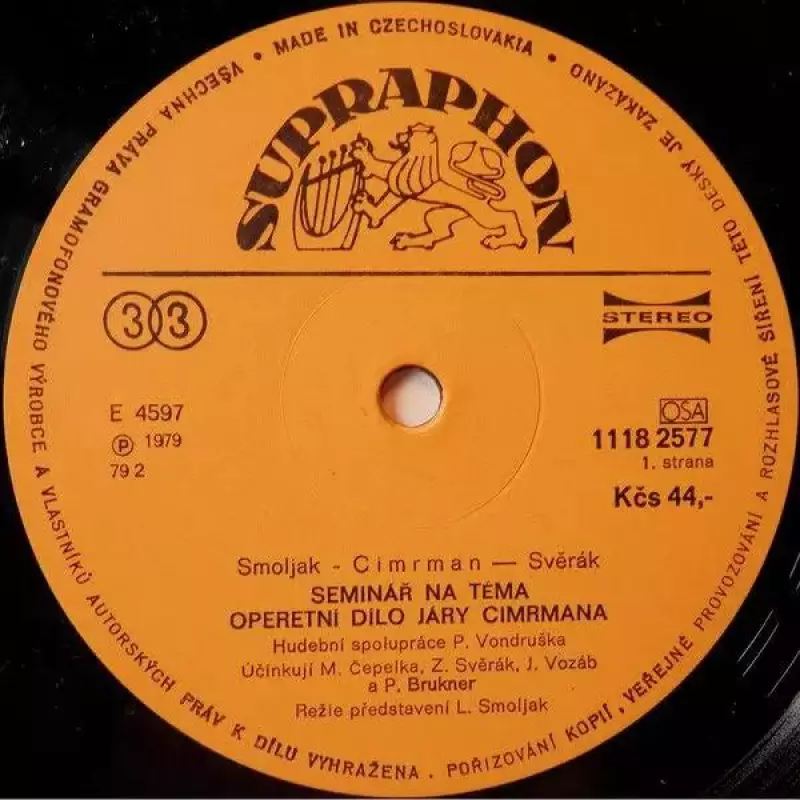 • MADE IN CZECHOSLOVAKIA •
VŠECHNA PRÁVA GRAMOFONOVÉHO VÝROBCE A VLASTNÍKŮ AUTORSKÝCH PRÁV K DÍLU VYHRAŽENA. POŘIZOVÁNÍ KOPIÍ, VEŘEJNÉ PROVOZOVÁNÍ A ROZHLASOVÉ ŠÍŘENÍ TÉTO DESKY JE ZAKÁZÁNO
SUPRAPHON
33
STEREO
E 4597
Ⓟ 1979
79 2
OSA
1118 2577
1. strana
Kčs 44,-
Smoljak - Cimrman — Svěrák
SEMINÁŘ NA TÉMA
OPERETNÍ DÍLO JÁRY CIMRMANA
Hudební spolupráce P. Vondruška
Účinkují M. Čepelka, Z. Svěrák, J. Vozáb
a P. Brukner
Režie představení L. Smoljak